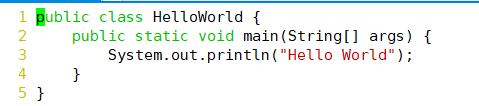 1 public class HelloWorld {
2     public static void main(String[] args) {
3         System.out.println("Hello World");
4     }
5 }